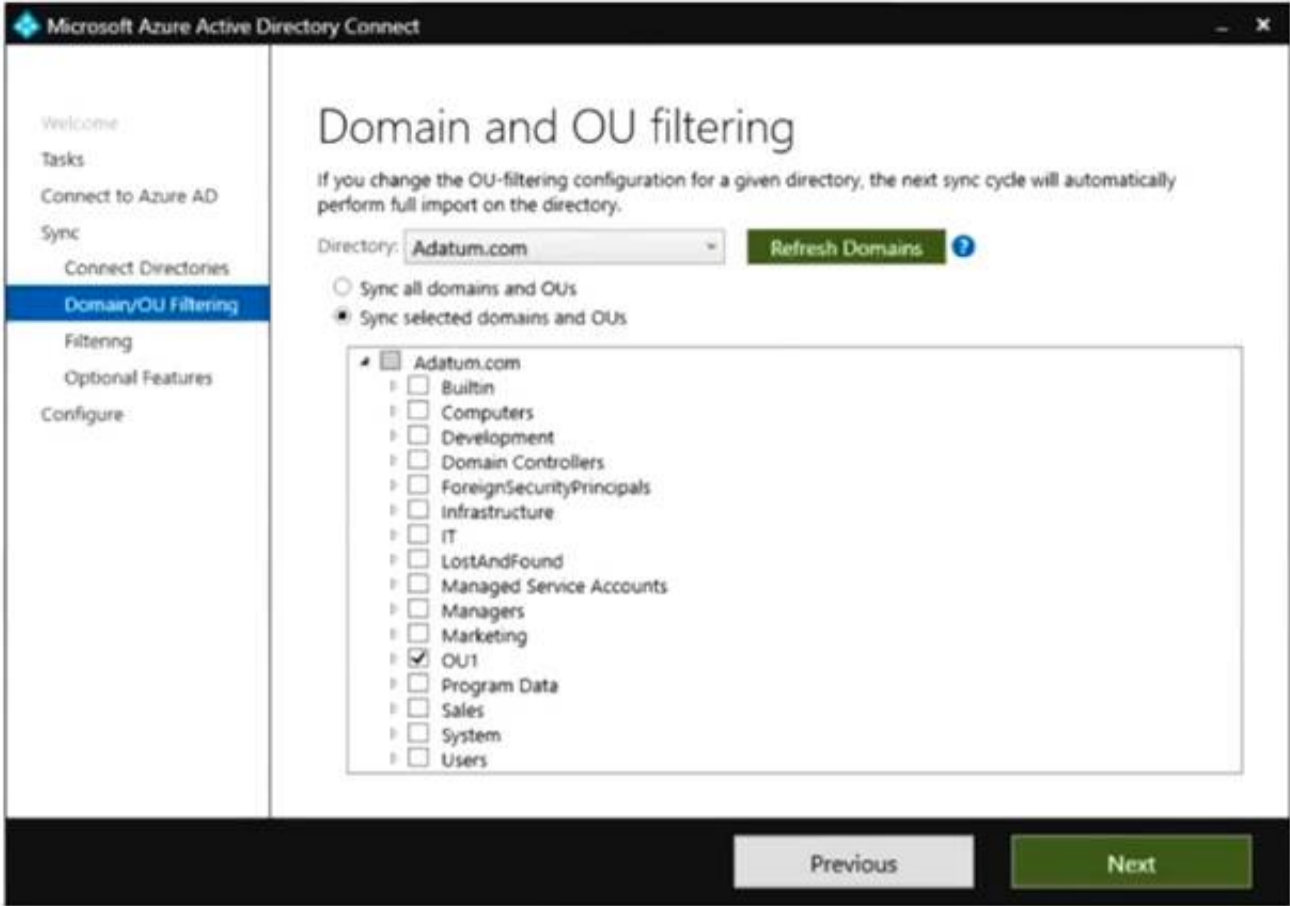 Microsoft Azure Active Directory Connect
Welcome
Tasks
Connect to Azure AD
Sync
Connect Directories
Domain/OU Filtering
Filtering
Optional Features
Configure
Domain and OU filtering
If you change the OU-filtering configuration for a given directory, the next sync cycle will automatically
perform full import on the directory.
Directory: Adatum.com Refresh Domains ?
Sync all domains and OUs
Sync selected domains and OUs
Adatum.com
Builtin
Computers
Development
Domain Controllers
ForeignSecurityPrincipals
Infrastructure
IT
LostAndFound
Managed Service Accounts
Managers
Marketing
OU1
Program Data
Sales
System
Users
Previous Next